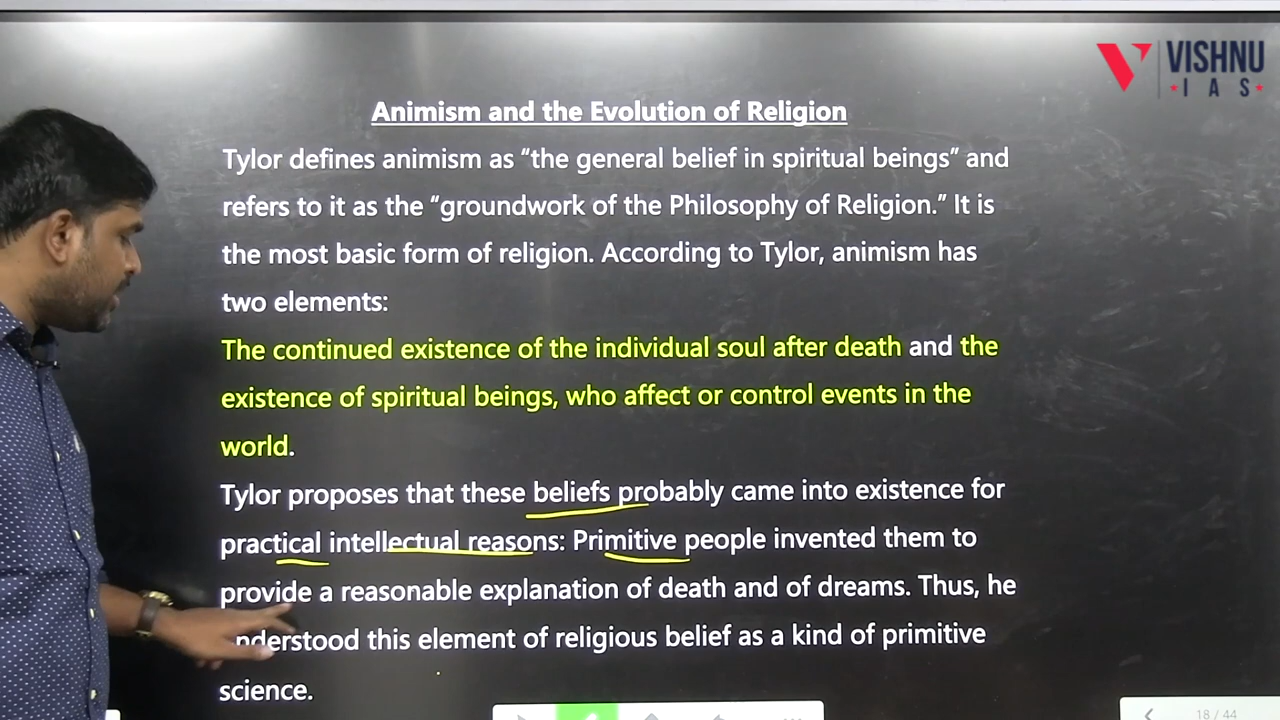 VISHNU
IAS
Animism and the Evolution of Religion
Tylor defines animism as “the general belief in spiritual beings” and
refers to it as the “groundwork of the Philosophy of Religion.” It is
the most basic form of religion. According to Tylor, animism has
two elements:
The continued existence of the individual soul after death and the
existence of spiritual beings, who affect or control events in the
world.
Tylor proposes that these beliefs probably came into existence for
practical intellectual reasons: Primitive people invented them to
provide a reasonable explanation of death and of dreams. Thus, he
understood this element of religious belief as a kind of primitive
science.
18 / 44